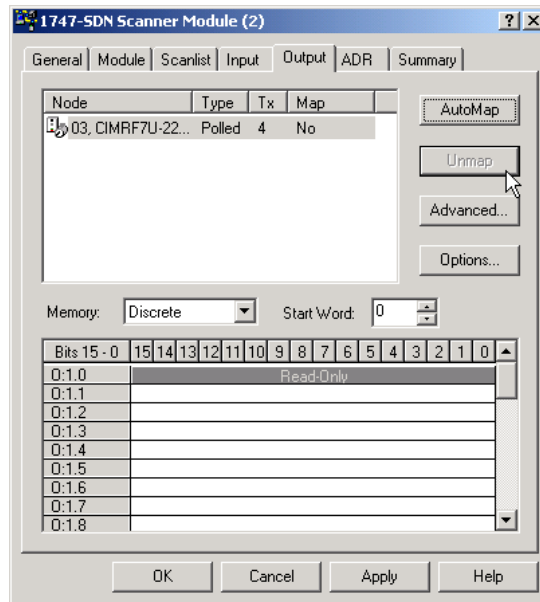 1747-SDN Scanner Module (2)
General Module Scanlist Input Output ADR Summary
Node Type Tx Map
03, CIMRF7U-22... Polled 4 No
AutoMap
Unmap
Advanced...
Options...
Memory: Discrete Start Word: 0
Bits 15 - 0 15 14 13 12 11 10 9 8 7 6 5 4 3 2 1 0
O:1.0 Read-Only
O:1.1
O:1.2
O:1.3
O:1.4
O:1.5
O:1.6
O:1.7
O:1.8
OK Cancel Apply Help